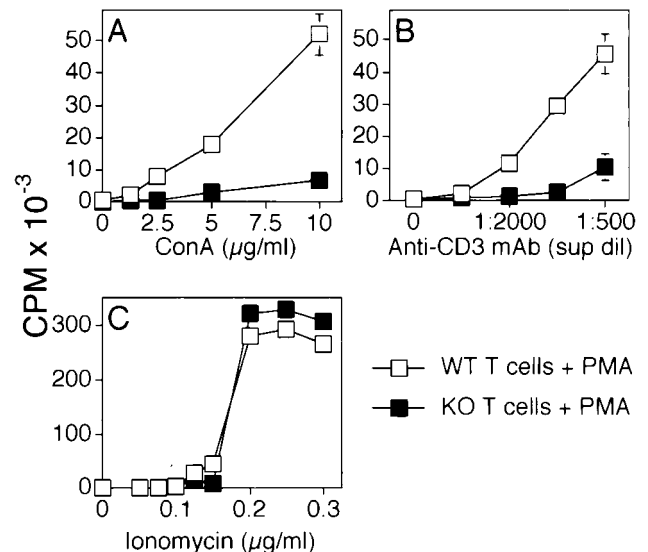 A
50
40
30
20
10
0
0 2.5 5 7.5 10
ConA (µg/ml)
B
50
40
30
20
10
0
0 1:2000 1:500
Anti-CD3 mAb (sup dil)
CPM x 10⁻³
C
300
200
100
0
0 0.1 0.2 0.3
Ionomycin (µg/ml)
WT T cells + PMA
KO T cells + PMA